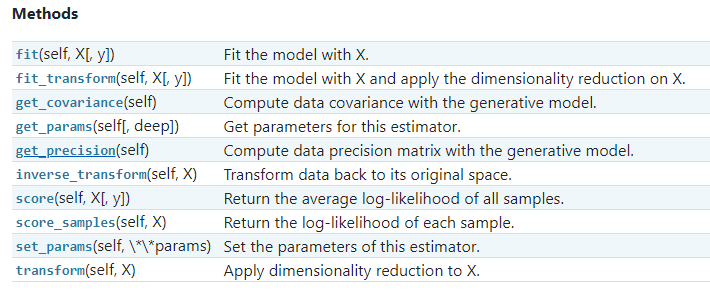 Methods
fit(self, X[, y]) Fit the model with X.
fit_transform(self, X[, y]) Fit the model with X and apply the dimensionality reduction on X.
get_covariance(self) Compute data covariance with the generative model.
get_params(self[, deep]) Get parameters for this estimator.
get_precision(self) Compute data precision matrix with the generative model.
inverse_transform(self, X) Transform data back to its original space.
score(self, X[, y]) Return the average log-likelihood of all samples.
score_samples(self, X) Return the log-likelihood of each sample.
set_params(self, \*\*params) Set the parameters of this estimator.
transform(self, X) Apply dimensionality reduction to X.